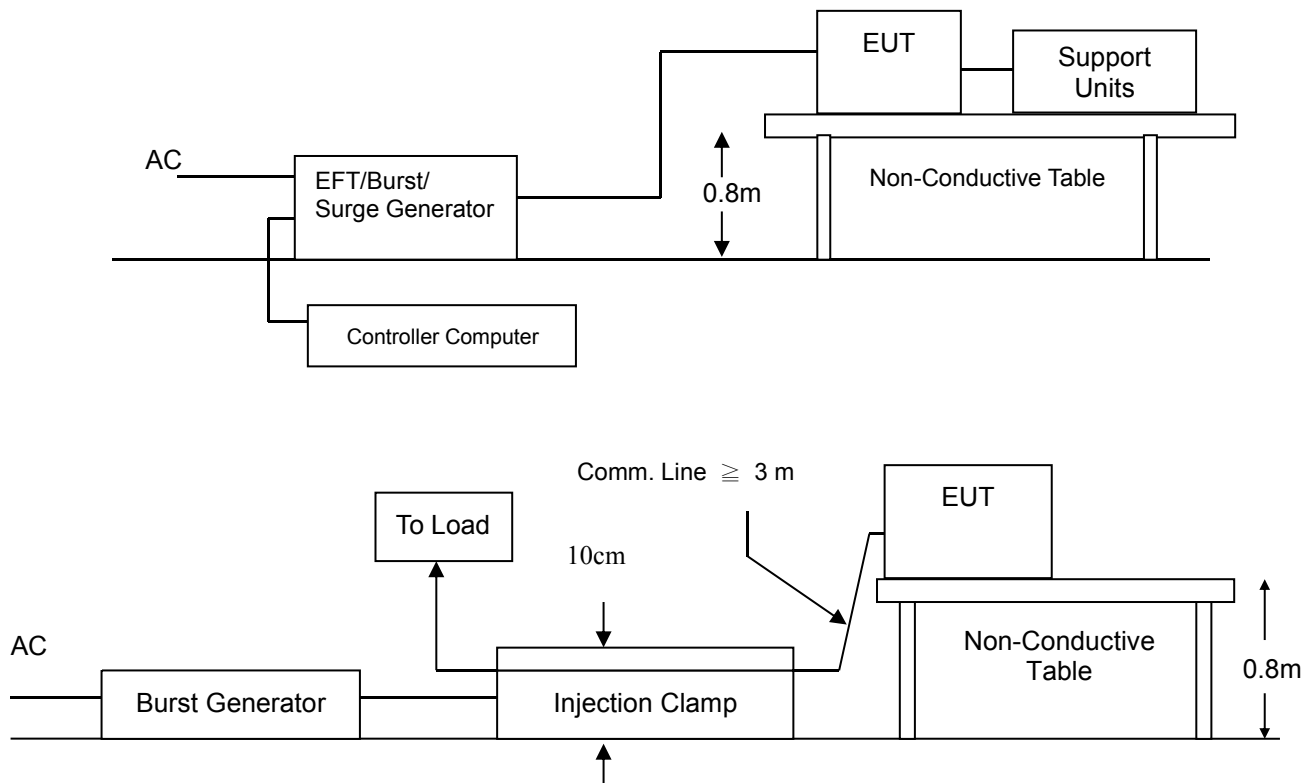 EUT
Support
Units
AC
EFT/Burst/
Surge Generator
0.8m
Non-Conductive Table
Controller Computer
Comm. Line ≧ 3 m
EUT
To Load
10cm
AC
Burst Generator
Injection Clamp
Non-Conductive
Table
0.8m